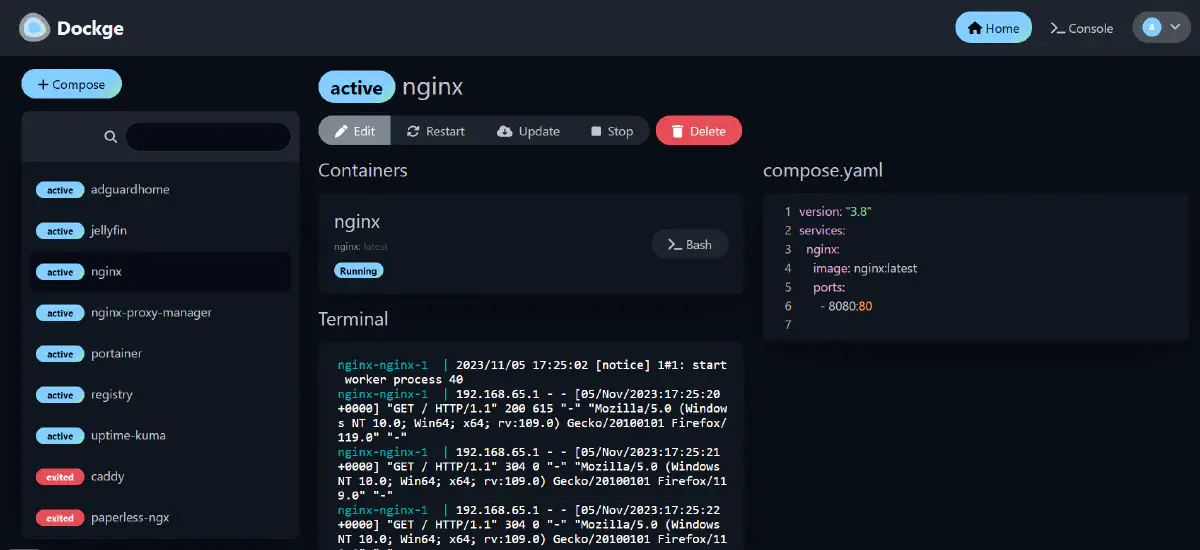 Dockge
Home
Console
A
+ Compose
active adguardhome
active jellyfin
active nginx
active nginx-proxy-manager
active portainer
active registry
active uptime-kuma
exited caddy
exited paperless-ngx
active nginx
Edit
Restart
Update
Stop
Delete
Containers
nginx
nginx: latest
Running
Bash
Terminal
nginx-nginx-1  | 2023/11/05 17:25:02 [notice] 1#1: start
worker process 40
nginx-nginx-1  | 192.168.65.1 - - [05/Nov/2023:17:25:20
+0000] "GET / HTTP/1.1" 200 615 "-" "Mozilla/5.0 (Window
s NT 10.0; Win64; x64; rv:109.0) Gecko/20100101 Firefox/
119.0" "-"
nginx-nginx-1  | 192.168.65.1 - - [05/Nov/2023:17:25:21
+0000] "GET / HTTP/1.1" 304 0 "-" "Mozilla/5.0 (Windows
NT 10.0; Win64; x64; rv:109.0) Gecko/20100101 Firefox/11
9.0" "-"
nginx-nginx-1  | 192.168.65.1 - - [05/Nov/2023:17:25:22
+0000] "GET / HTTP/1.1" 304 0 "-" "Mozilla/5.0 (Windows
NT 10.0; Win64; x64; rv:109.0) Gecko/20100101 Firefox/11
compose.yaml
1 version: "3.8"
2 services:
3 nginx:
4 image: nginx:latest
5 ports:
6 - 8080:80
7